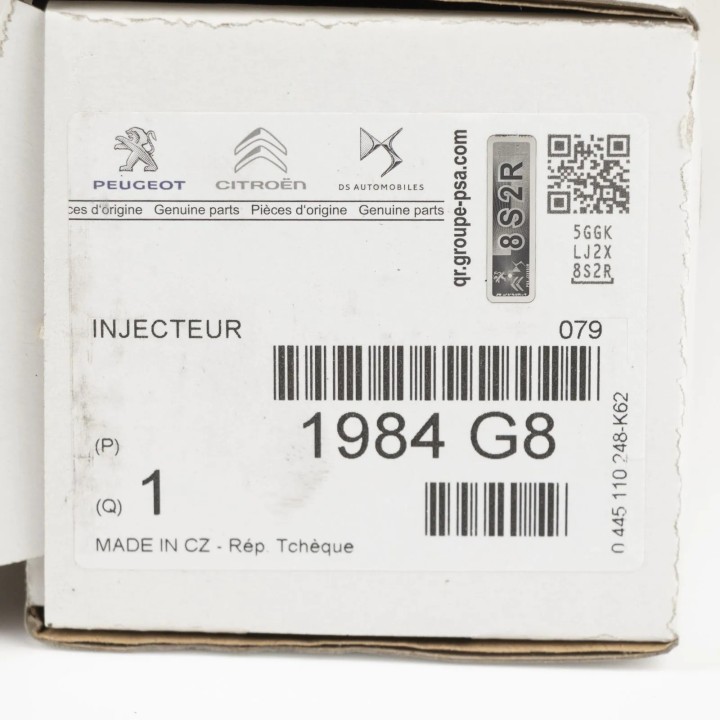 PEUGEOT CITROËN DS AUTOMOBILES
ces d'origine Genuine parts Pièces d'origine Genuine parts
qr.groupe-psa.com
8S2R
5GGK
LJ2X
8S2R
INJECTEUR 079
(P) 1984 G8
(Q) 1
MADE IN CZ - Rép. Tchèque
0 445 110 248-K62